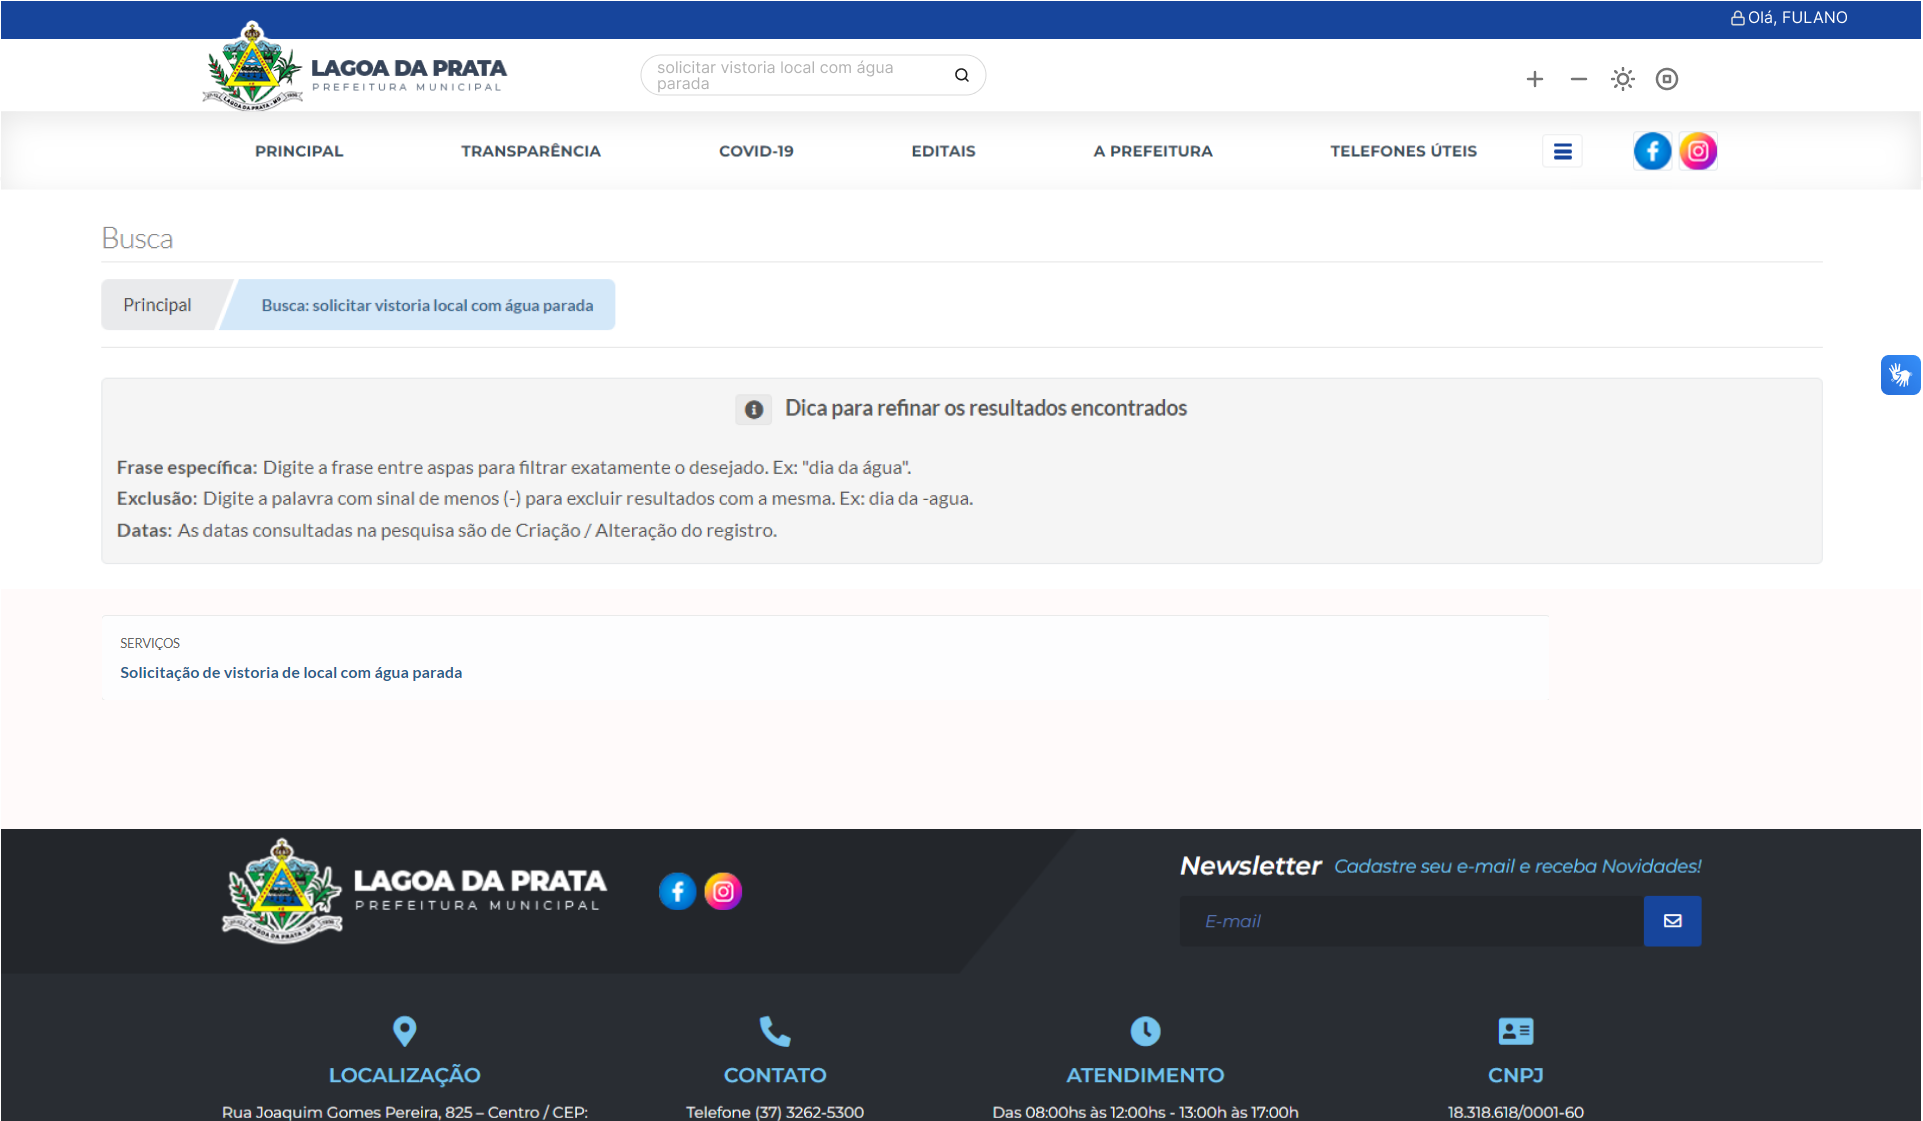 Olá, FULANO
LAGOA DA PRATA
PREFEITURA MUNICIPAL
solicitar vistoria local com água
parada
PRINCIPAL
TRANSPARÊNCIA
COVID-19
EDITAIS
A PREFEITURA
TELEFONES ÚTEIS
Busca
Principal
Busca: solicitar vistoria local com água parada
Dica para refinar os resultados encontrados
Frase específica: Digite a frase entre aspas para filtrar exatamente o desejado. Ex: "dia da água".
Exclusão: Digite a palavra com sinal de menos (-) para excluir resultados com a mesma. Ex: dia da -agua.
Datas: As datas consultadas na pesquisa são de Criação / Alteração do registro.
SERVIÇOS
Solicitação de vistoria de local com água parada
LAGOA DA PRATA
PREFEITURA MUNICIPAL
Newsletter Cadastre seu e-mail e receba Novidades!
E-mail
LOCALIZAÇÃO
Rua Joaquim Gomes Pereira, 825 – Centro / CEP:
CONTATO
Telefone (37) 3262-5300
ATENDIMENTO
Das 08:00hs às 12:00hs - 13:00h às 17:00h
CNPJ
18.318.618/0001-60